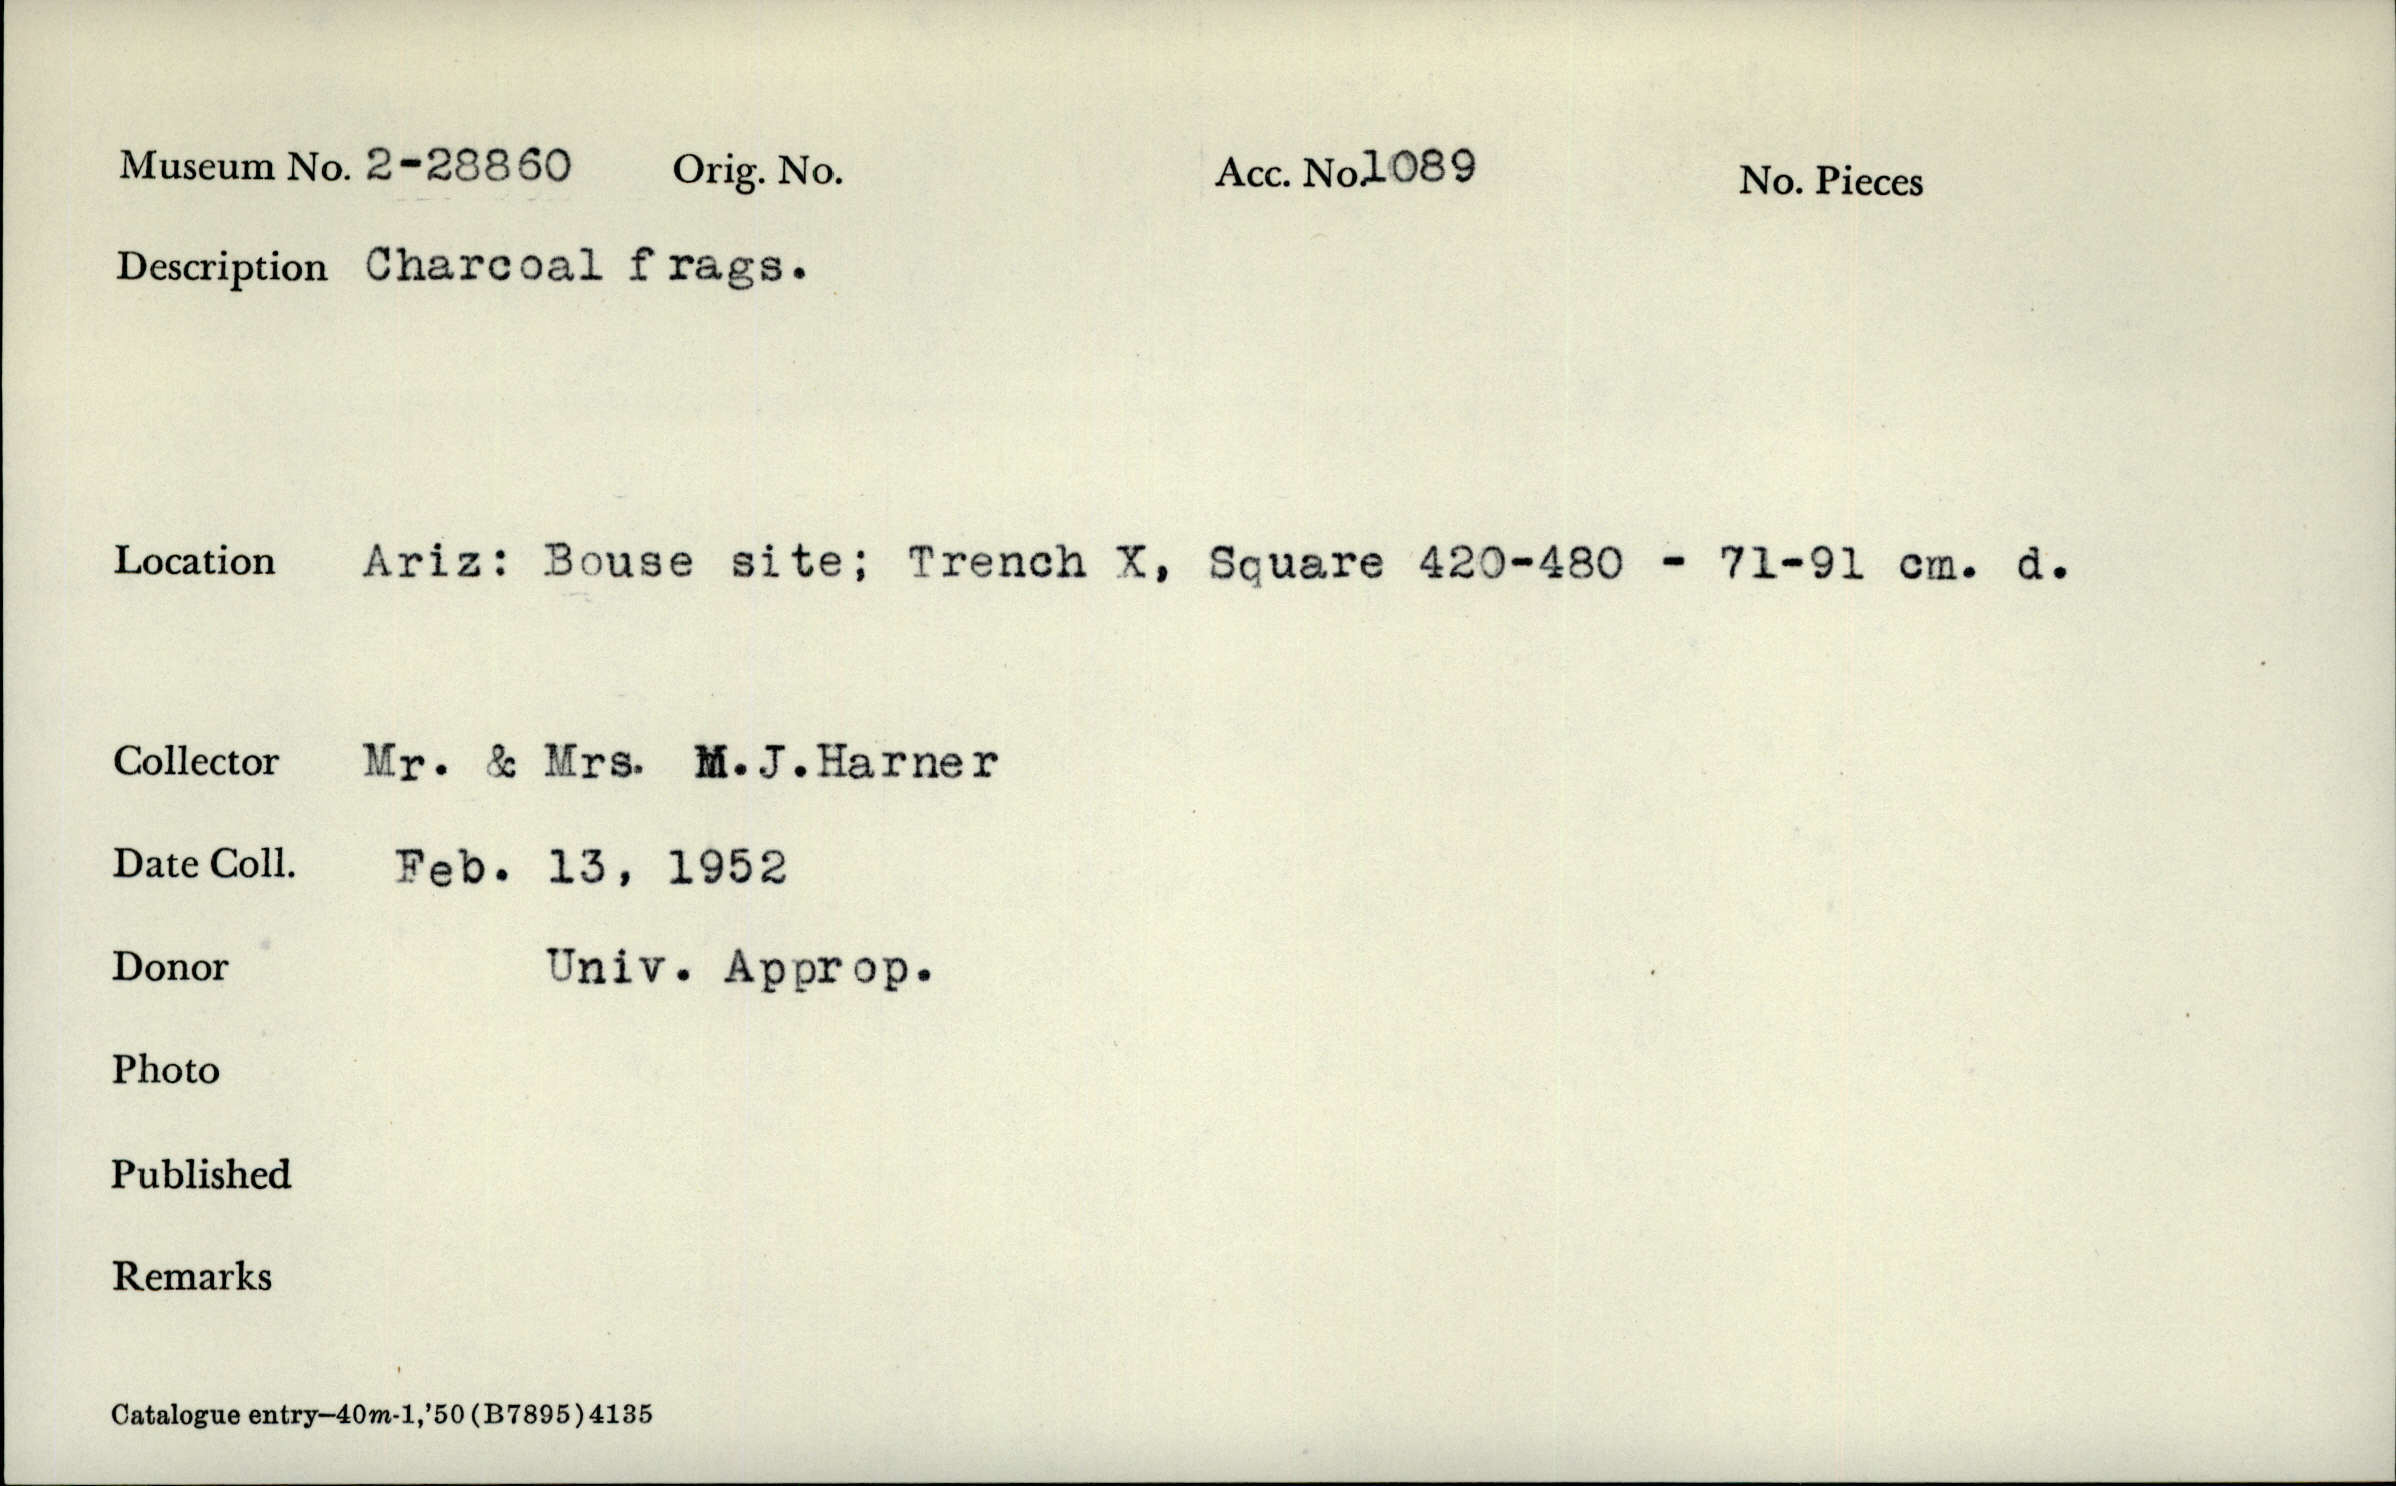 Museum No. 2-28860 Orig. No. Acc. No. 1089 No. Pieces
Description Charcoal frags.
Location Ariz: Bouse site; Trench X, Square 420-480 - 71-91 cm. d.
Collector Mr. & Mrs. M.J.Harner
Date Coll. Feb. 13, 1952
Donor Univ. Approp.
Photo
Published
Remarks
Catalogue entry—40m-1,'50 (B7895) 4135